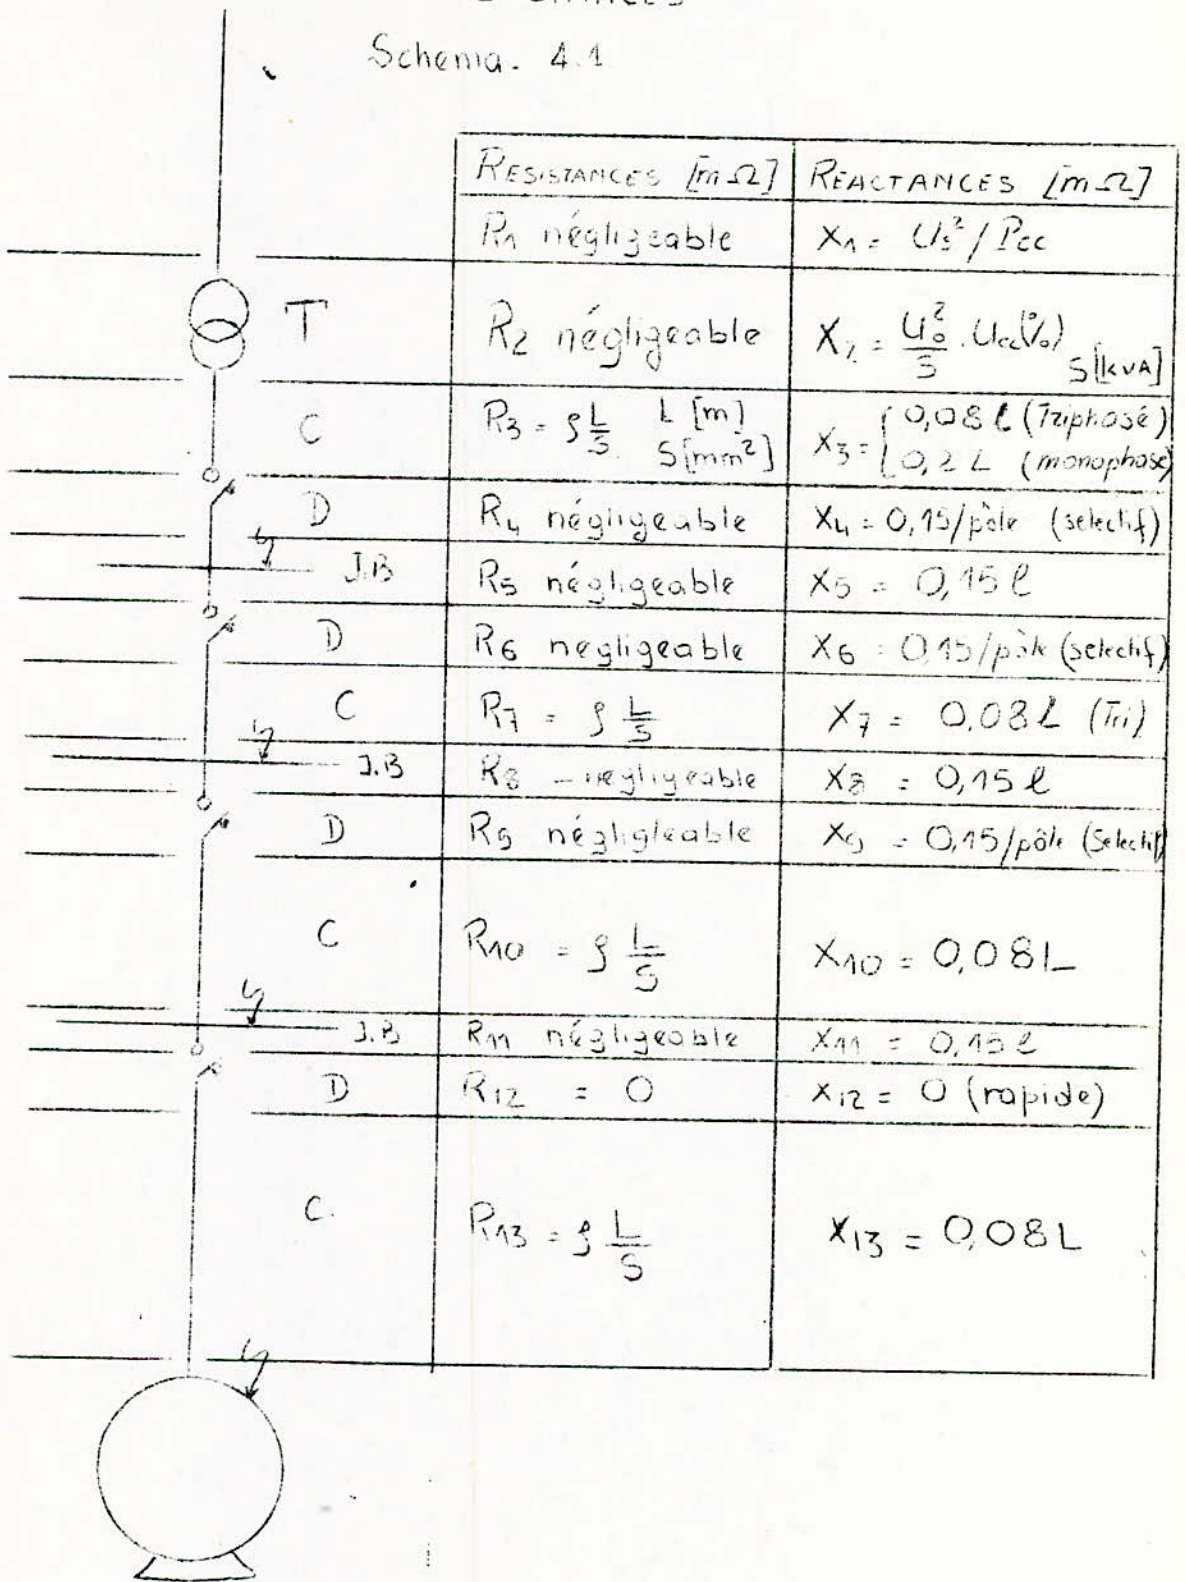 Schema. 4.1
RESISTANCES [mΩ] REACTANCES [mΩ]
R1 négligeable X1 = Us²/Pcc
T R2 négligeable X2 = U0²/S . Ucc(%) S[kVA]
C R3 = ρ L/S L [m] S[mm²] X3 = { 0,08 ℓ (Triphasé)
0,2 L (monophasé)
D R4 négligeable X4 = 0,15/pôle (selectif)
J.B R5 négligeable X5 = 0,15 ℓ
D R6 negligeable X6 = 0,15/pôle (selectif)
C R7 = ρ L/S X7 = 0,08 ℓ (Tri)
J.B R8 - negligeable X8 = 0,15 ℓ
D R9 négligleable X9 = 0,15/pôle (Selectif)
C R10 = ρ L/S X10 = 0,08 L
J.B R11 négligeable X11 = 0,15 ℓ
D R12 = 0 X12 = 0 (rapide)
C. R13 = ρ L/S X13 = 0,08 L